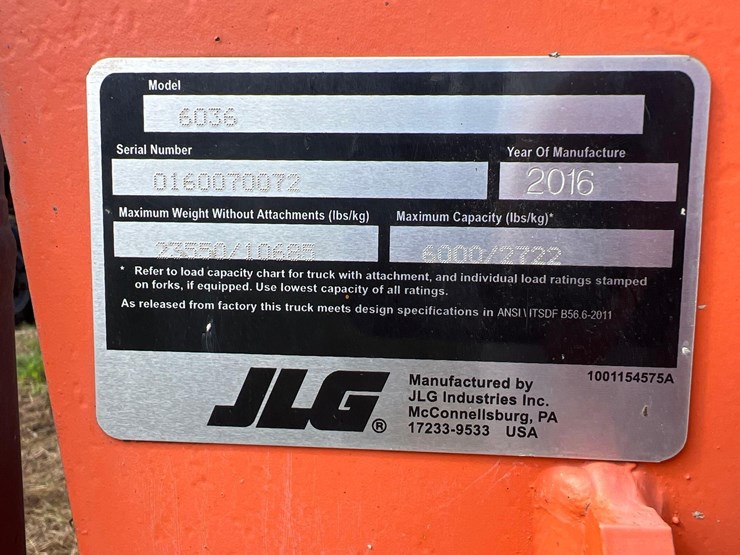 Model
6036
Serial Number
0160070072
Year Of Manufacture
2016
Maximum Weight Without Attachments (lbs/kg)
23550/10685
Maximum Capacity (lbs/kg)*
6000/2722
* Refer to load capacity chart for truck with attachment, and individual load ratings stamped
on forks, if equipped. Use lowest capacity of all ratings.
As released from factory this truck meets design specifications in ANSI \ ITSDF B56.6-2011
JLG®
Manufactured by
JLG Industries Inc.
McConnellsburg, PA
17233-9533 USA
1001154575A